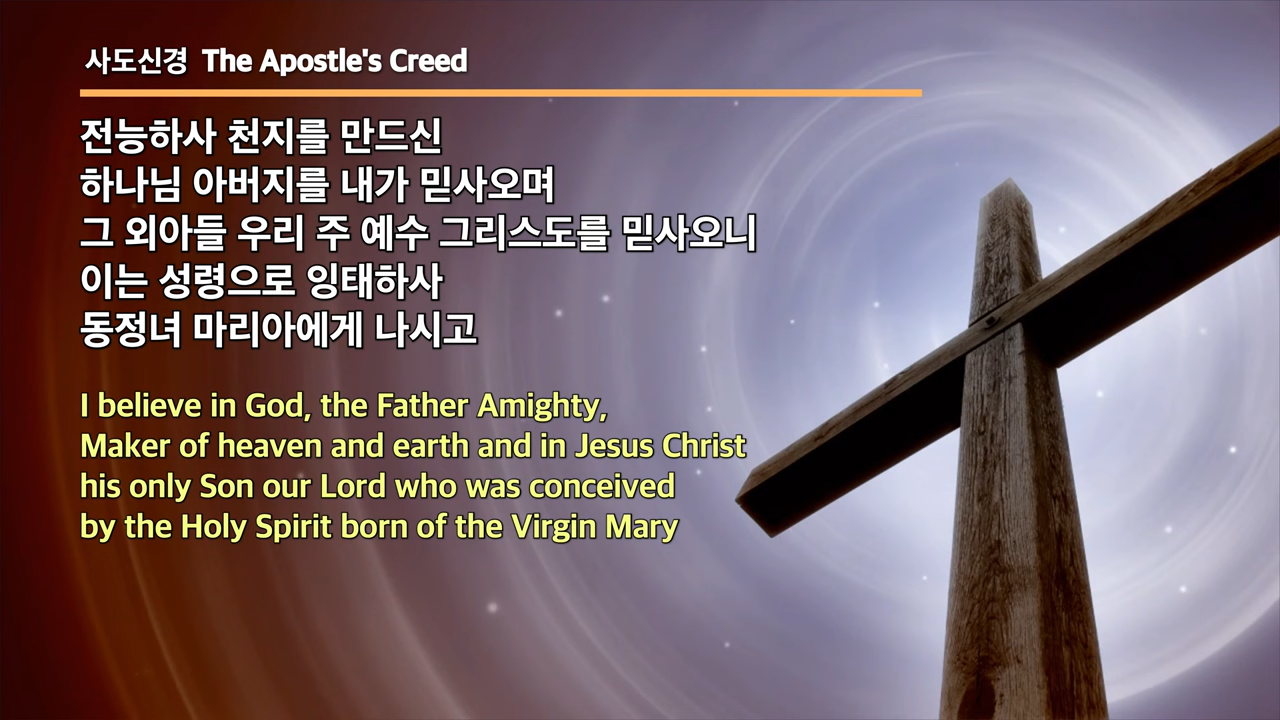 사도신경 The Apostle's Creed
전능하사 천지를 만드신
하나님 아버지를 내가 믿사오며
그 외아들 우리 주 예수 그리스도를 믿사오니
이는 성령으로 잉태하사
동정녀 마리아에게 나시고
I believe in God, the Father Amighty,
Maker of heaven and earth and in Jesus Christ
his only Son our Lord who was conceived
by the Holy Spirit born of the Virgin Mary